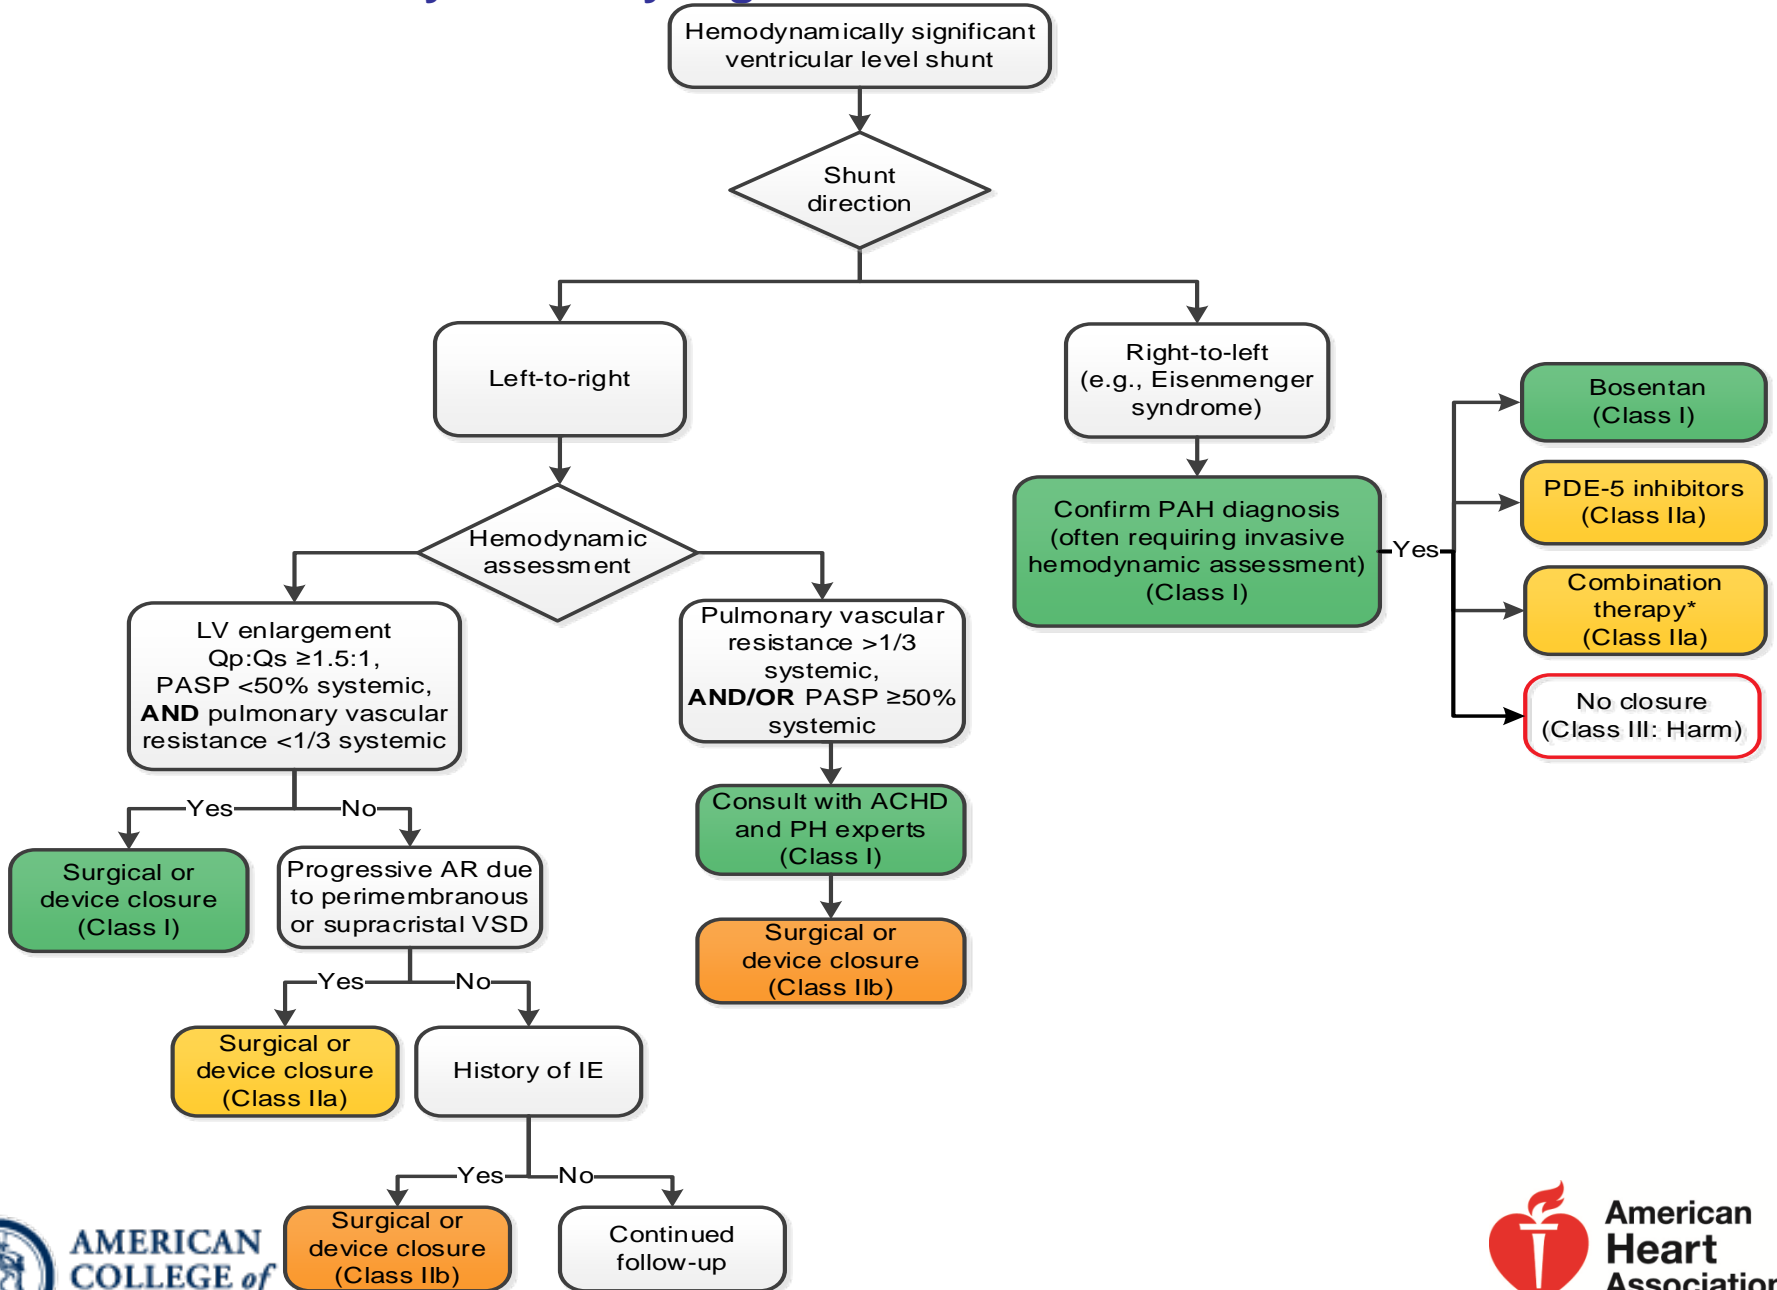 Hemodynamically significant
ventricular level shunt
Shunt
direction
Left-to-right
Right-to-left
(e.g., Eisenmenger
syndrome)
Bosentan
(Class I)
PDE-5 inhibitors
(Class IIa)
Combination
therapy*
(Class IIa)
No closure
(Class III: Harm)
Confirm PAH diagnosis
(often requiring invasive
hemodynamic assessment)
(Class I)
Yes
Hemodynamic
assessment
LV enlargement
Qp:Qs ≥1.5:1,
PASP <50% systemic,
AND pulmonary vascular
resistance <1/3 systemic
Pulmonary vascular
resistance >1/3
systemic,
AND/OR PASP ≥50%
systemic
Yes
No
Consult with ACHD
and PH experts
(Class I)
Surgical or
device closure
(Class I)
Progressive AR due
to perimembranous
or supracristal VSD
Surgical or
device closure
(Class IIb)
Yes
No
Surgical or
device closure
(Class IIa)
History of IE
Yes
No
Surgical or
device closure
(Class IIb)
Continued
follow-up
AMERICAN
COLLEGE of
American
Heart
Association